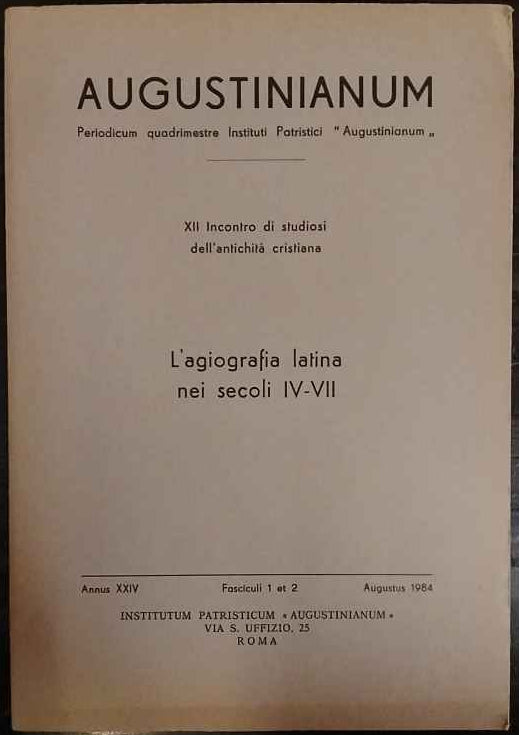 AUGUSTINIANUM
Periodicum quadrimestre Instituti Patristici "Augustinianum„
XII Incontro di studiosi
dell'antichità cristiana
L'agiografia latina
nei secoli IV-VII
Annus XXIV Fasciculi 1 et 2 Augustus 1984
INSTITUTUM PATRISTICUM «AUGUSTINIANUM»
VIA S. UFFIZIO, 25
ROMA